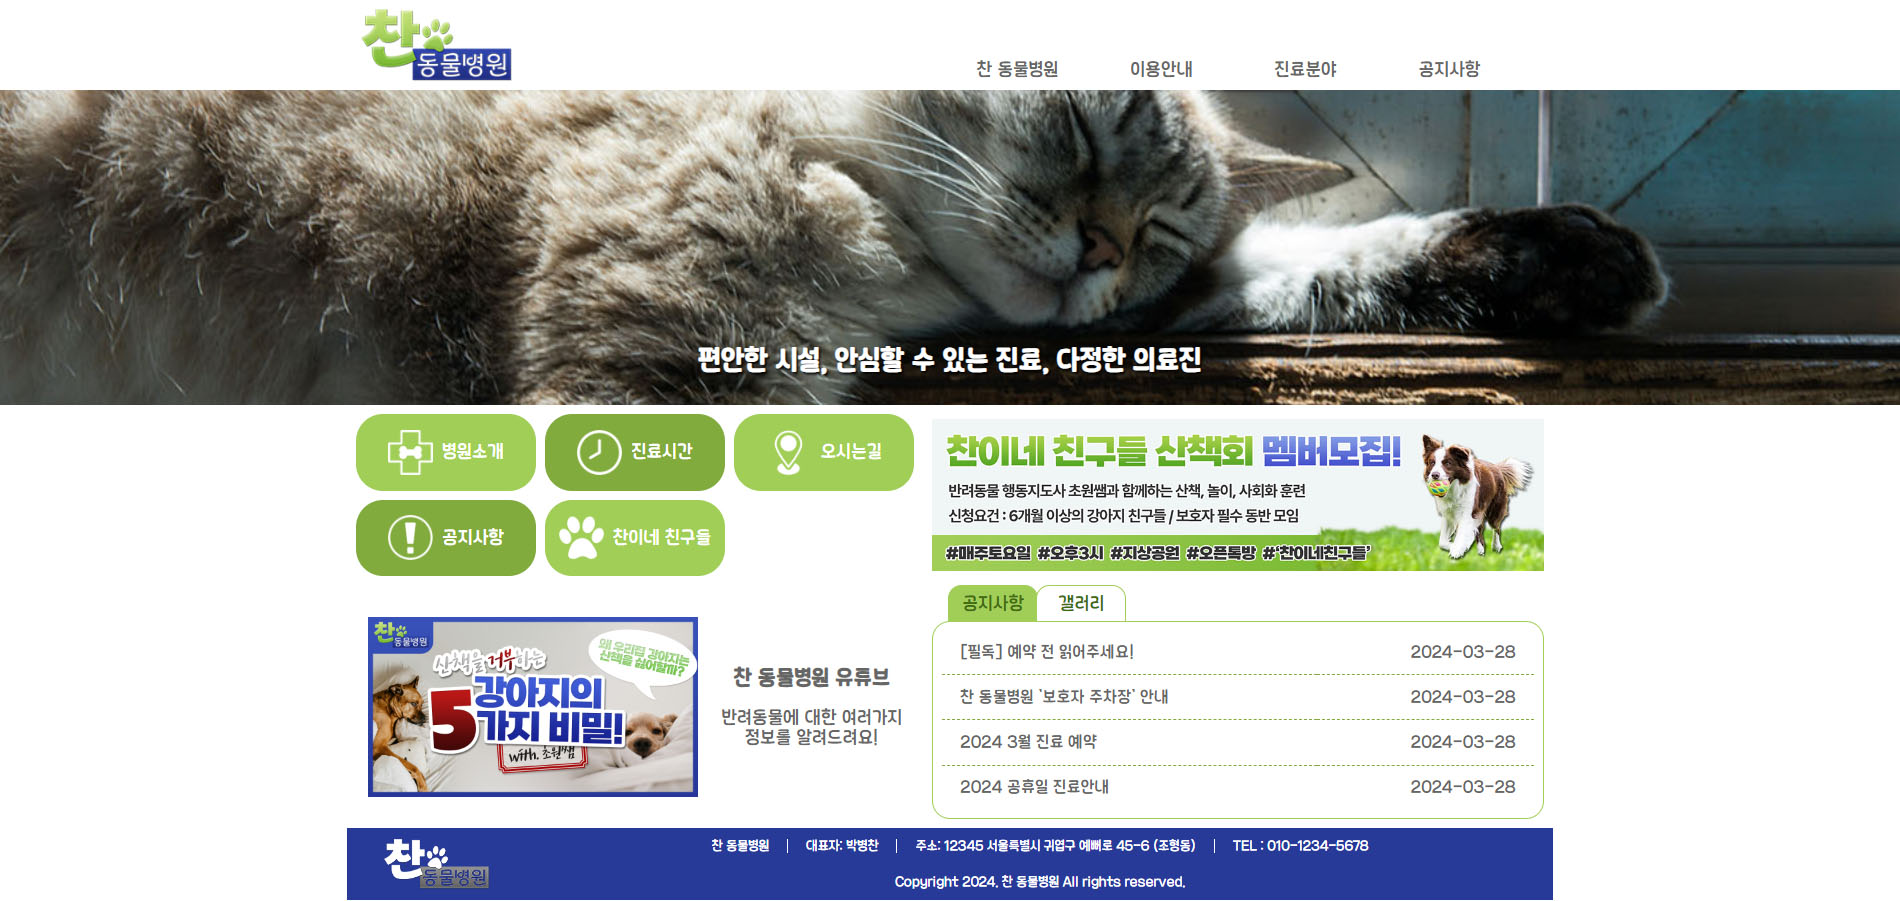 찬
동물병원
찬 동물병원 이용안내 진료분야 공지사항
편안한 시설, 안심할 수 있는 진료, 다정한 의료진
병원소개 진료시간 오시는길
공지사항 찬이네 친구들
찬이네 친구들 산책회 멤버모집!
반려동물 행동지도사 초원쌤과 함께하는 산책, 놀이, 사회화 훈련
신청요건 : 6개월 이상의 강아지 친구들 / 보호자 필수 동반 모임
#매주토요일 #오후3시 #지상공원 #오픈톡방 #'찬이네친구들'
찬
동물병원
산책을 거부하는
왜 우리집 강아지는
산책을 싫어할까?
5
강아지의
가지 비밀!
with. 초원쌤
찬 동물병원 유튜브
반려동물에 대한 여러가지
정보를 알려드려요!
공지사항 갤러리
[필독] 예약 전 읽어주세요! 2024-03-28
찬 동물병원 '보호자 주차장' 안내 2024-03-28
2024 3월 진료 예약 2024-03-28
2024 공휴일 진료안내 2024-03-28
찬
동물병원
찬 동물병원 대표자: 박병찬 주소: 12345 서울특별시 귀엽구 예뻐로 45-6 (조형동) TEL : 010-1234-5678
Copyright 2024. 찬 동물병원 All rights reserved.